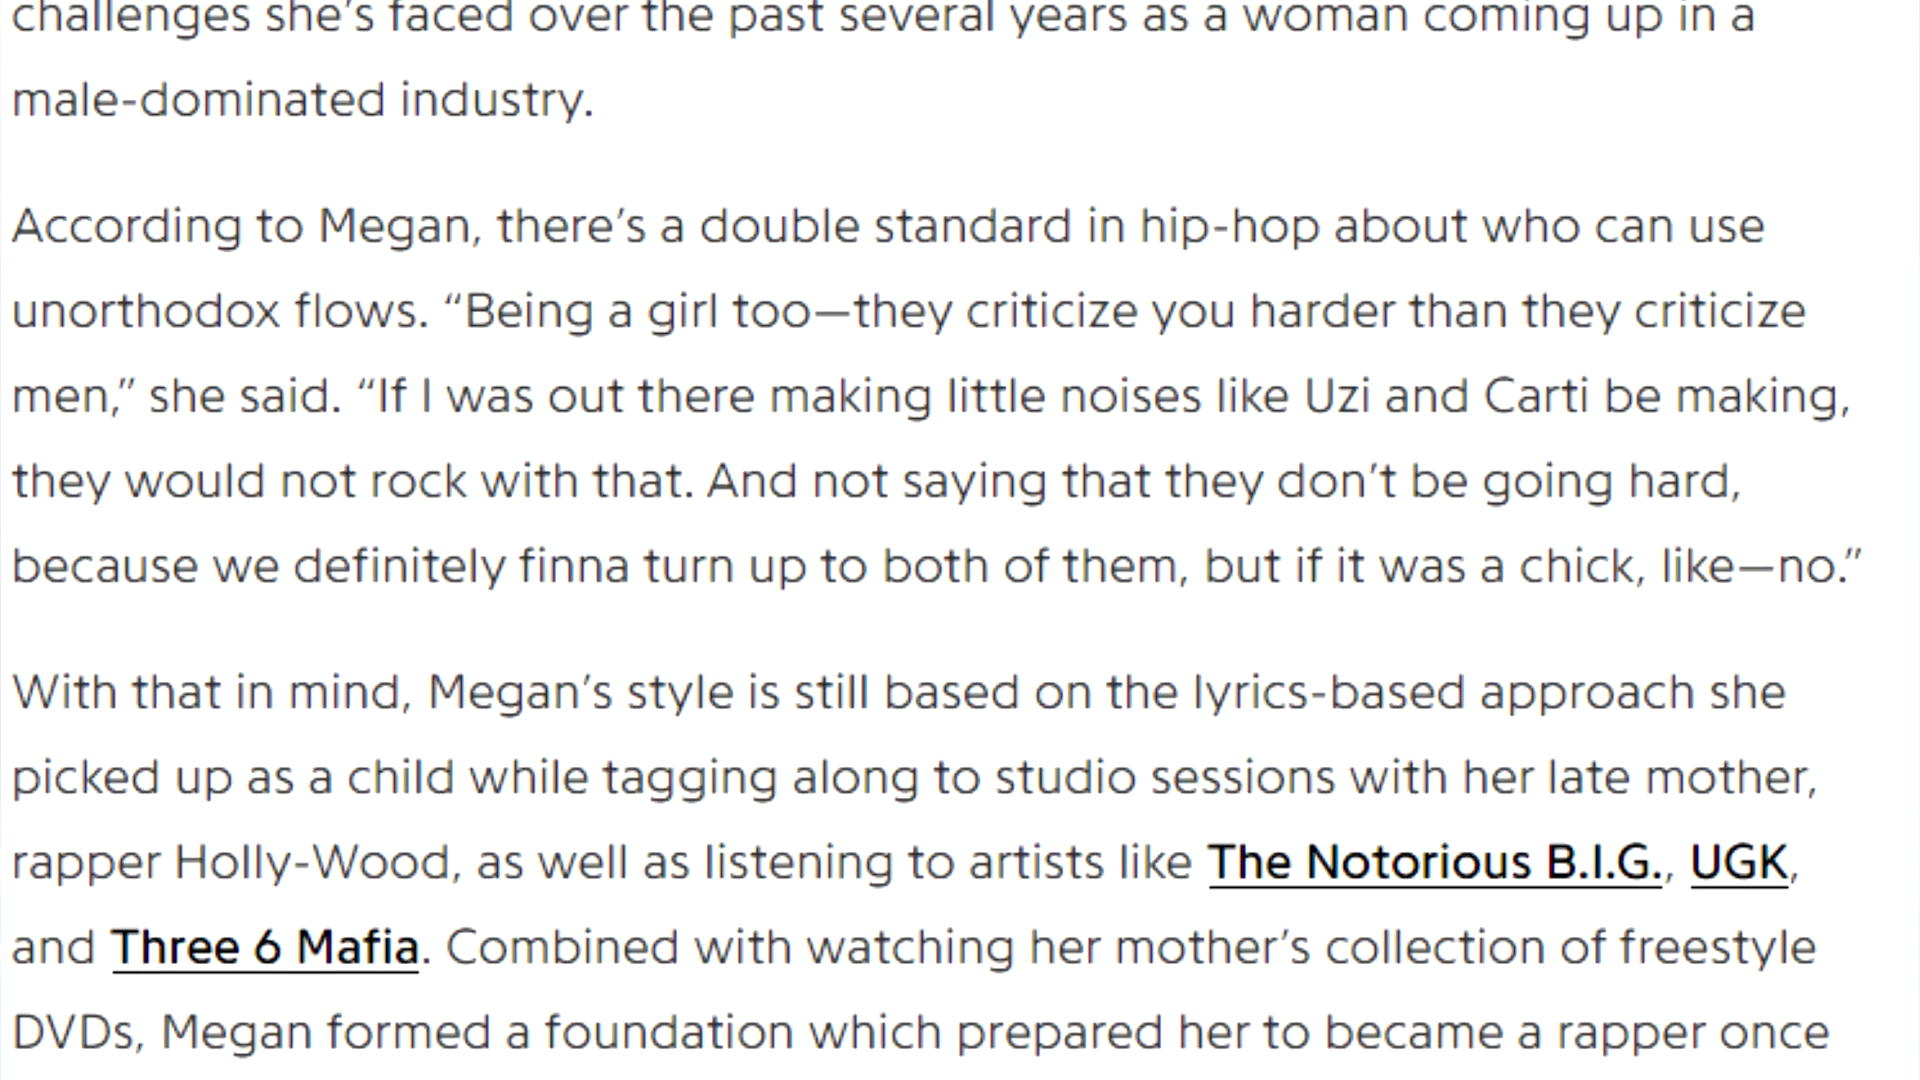 challenges she’s faced over the past several years as a woman coming up in a
male-dominated industry.
According to Megan, there’s a double standard in hip-hop about who can use
unorthodox flows. “Being a girl too—they criticize you harder than they criticize
men,” she said. “If I was out there making little noises like Uzi and Carti be making,
they would not rock with that. And not saying that they don’t be going hard,
because we definitely finna turn up to both of them, but if it was a chick, like—no.”
With that in mind, Megan’s style is still based on the lyrics-based approach she
picked up as a child while tagging along to studio sessions with her late mother,
rapper Holly-Wood, as well as listening to artists like The Notorious B.I.G., UGK,
and Three 6 Mafia. Combined with watching her mother’s collection of freestyle
DVDs, Megan formed a foundation which prepared her to became a rapper once